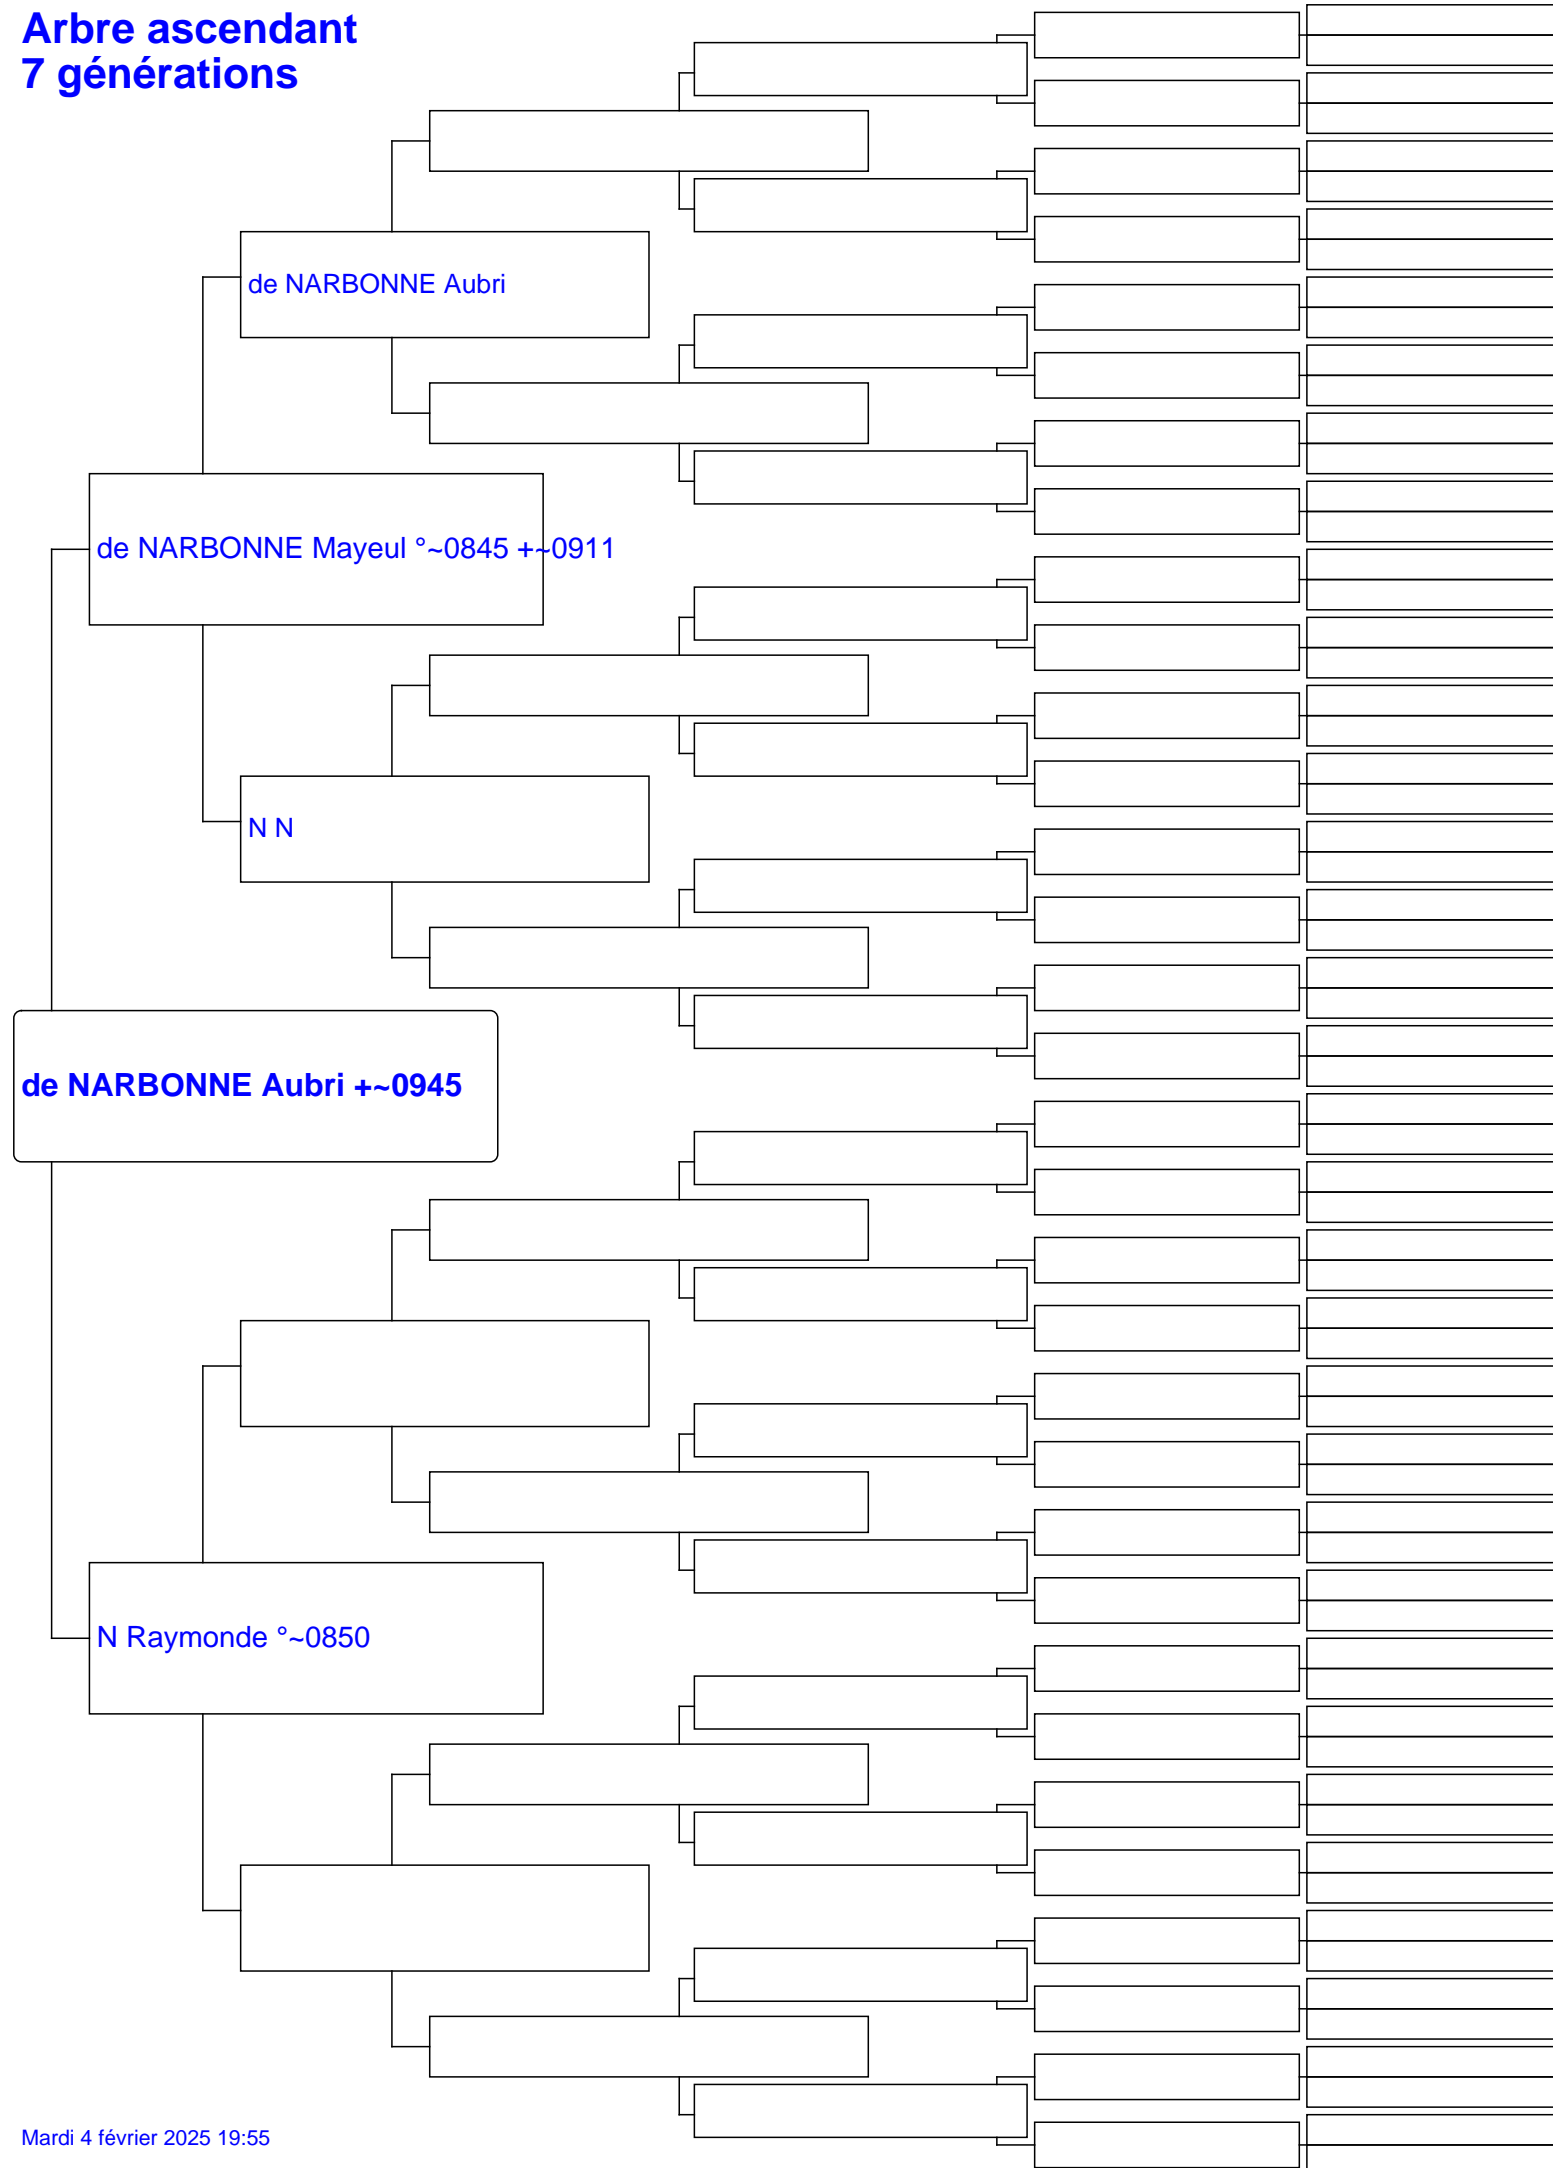 Arbre ascendant
7 générations
de NARBONNE Aubri
de NARBONNE Mayeul °~0845 +~0911
N N
de NARBONNE Aubri +~0945
N Raymonde °~0850
Mardi 4 février 2025 19:55